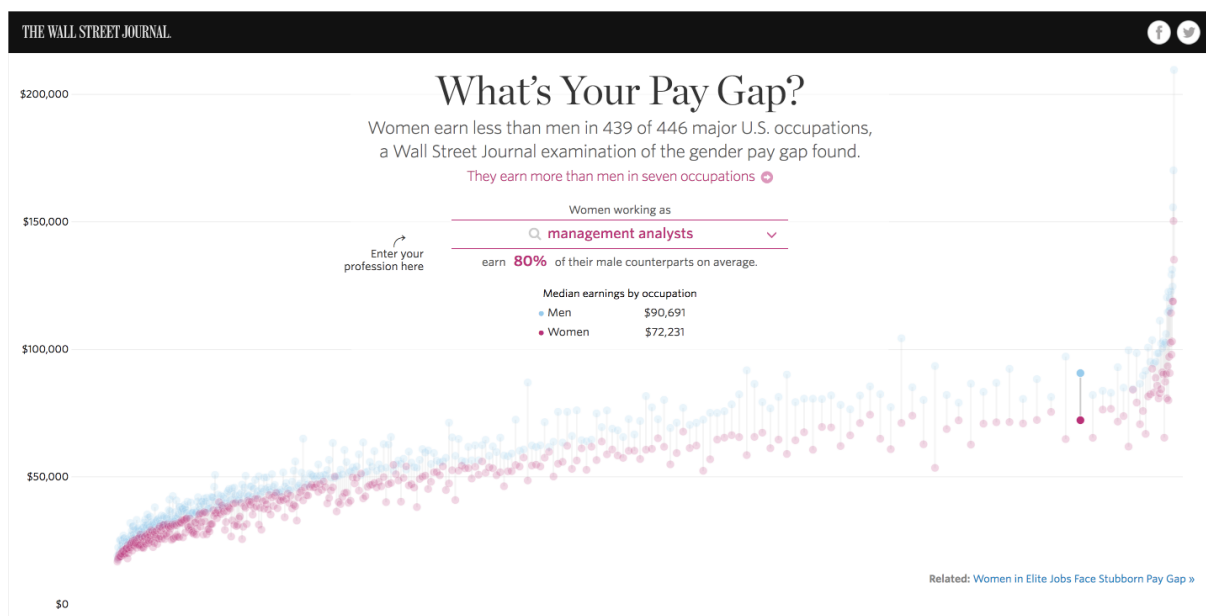 THE WALL STREET JOURNAL.
What's Your Pay Gap?
Women earn less than men in 439 of 446 major U.S. occupations,
a Wall Street Journal examination of the gender pay gap found.
They earn more than men in seven occupations
Women working as
management analysts
Enter your
profession here
earn 80% of their male counterparts on average.
Median earnings by occupation
Men $90,691
Women $72,231
$200,000
$150,000
$100,000
$50,000
$0
Related: Women in Elite Jobs Face Stubborn Pay Gap »